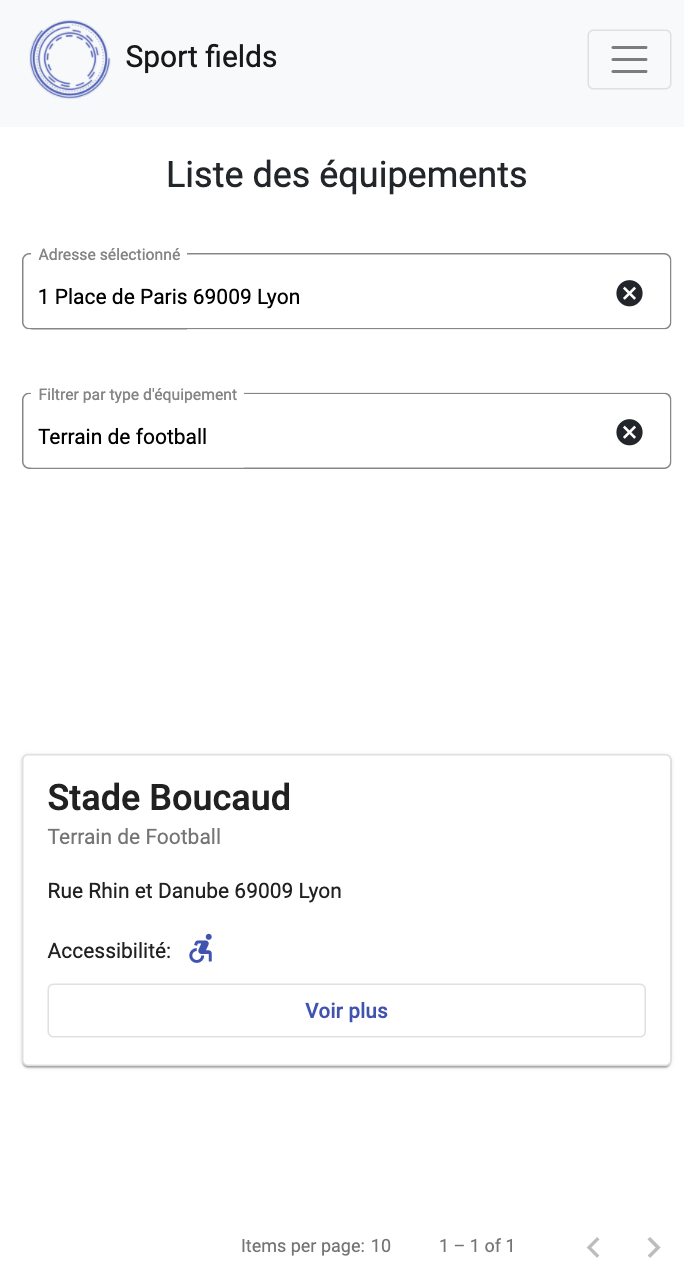 Sport fields
Liste des équipements
Adresse sélectionné
1 Place de Paris 69009 Lyon
Filtrer par type d'équipement
Terrain de football
Stade Boucaud
Terrain de Football
Rue Rhin et Danube 69009 Lyon
Accessibilité:
Voir plus
Items per page: 10 1 – 1 of 1